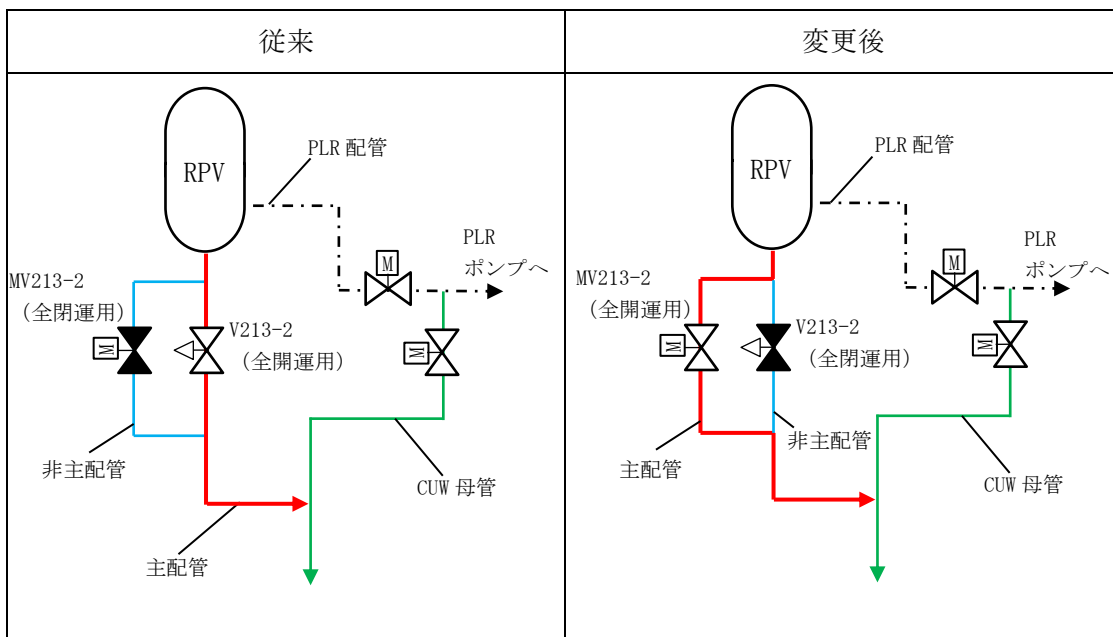 従来
変更後
RPV
PLR 配管
PLR
ポンプへ
M
MV213-2
(全閉運用)
M
V213-2
(全開運用)
M
非主配管
CUW 母管
主配管
RPV
PLR 配管
PLR
ポンプへ
M
MV213-2
(全開運用)
M
V213-2
(全閉運用)
M
非主配管
主配管
CUW 母管